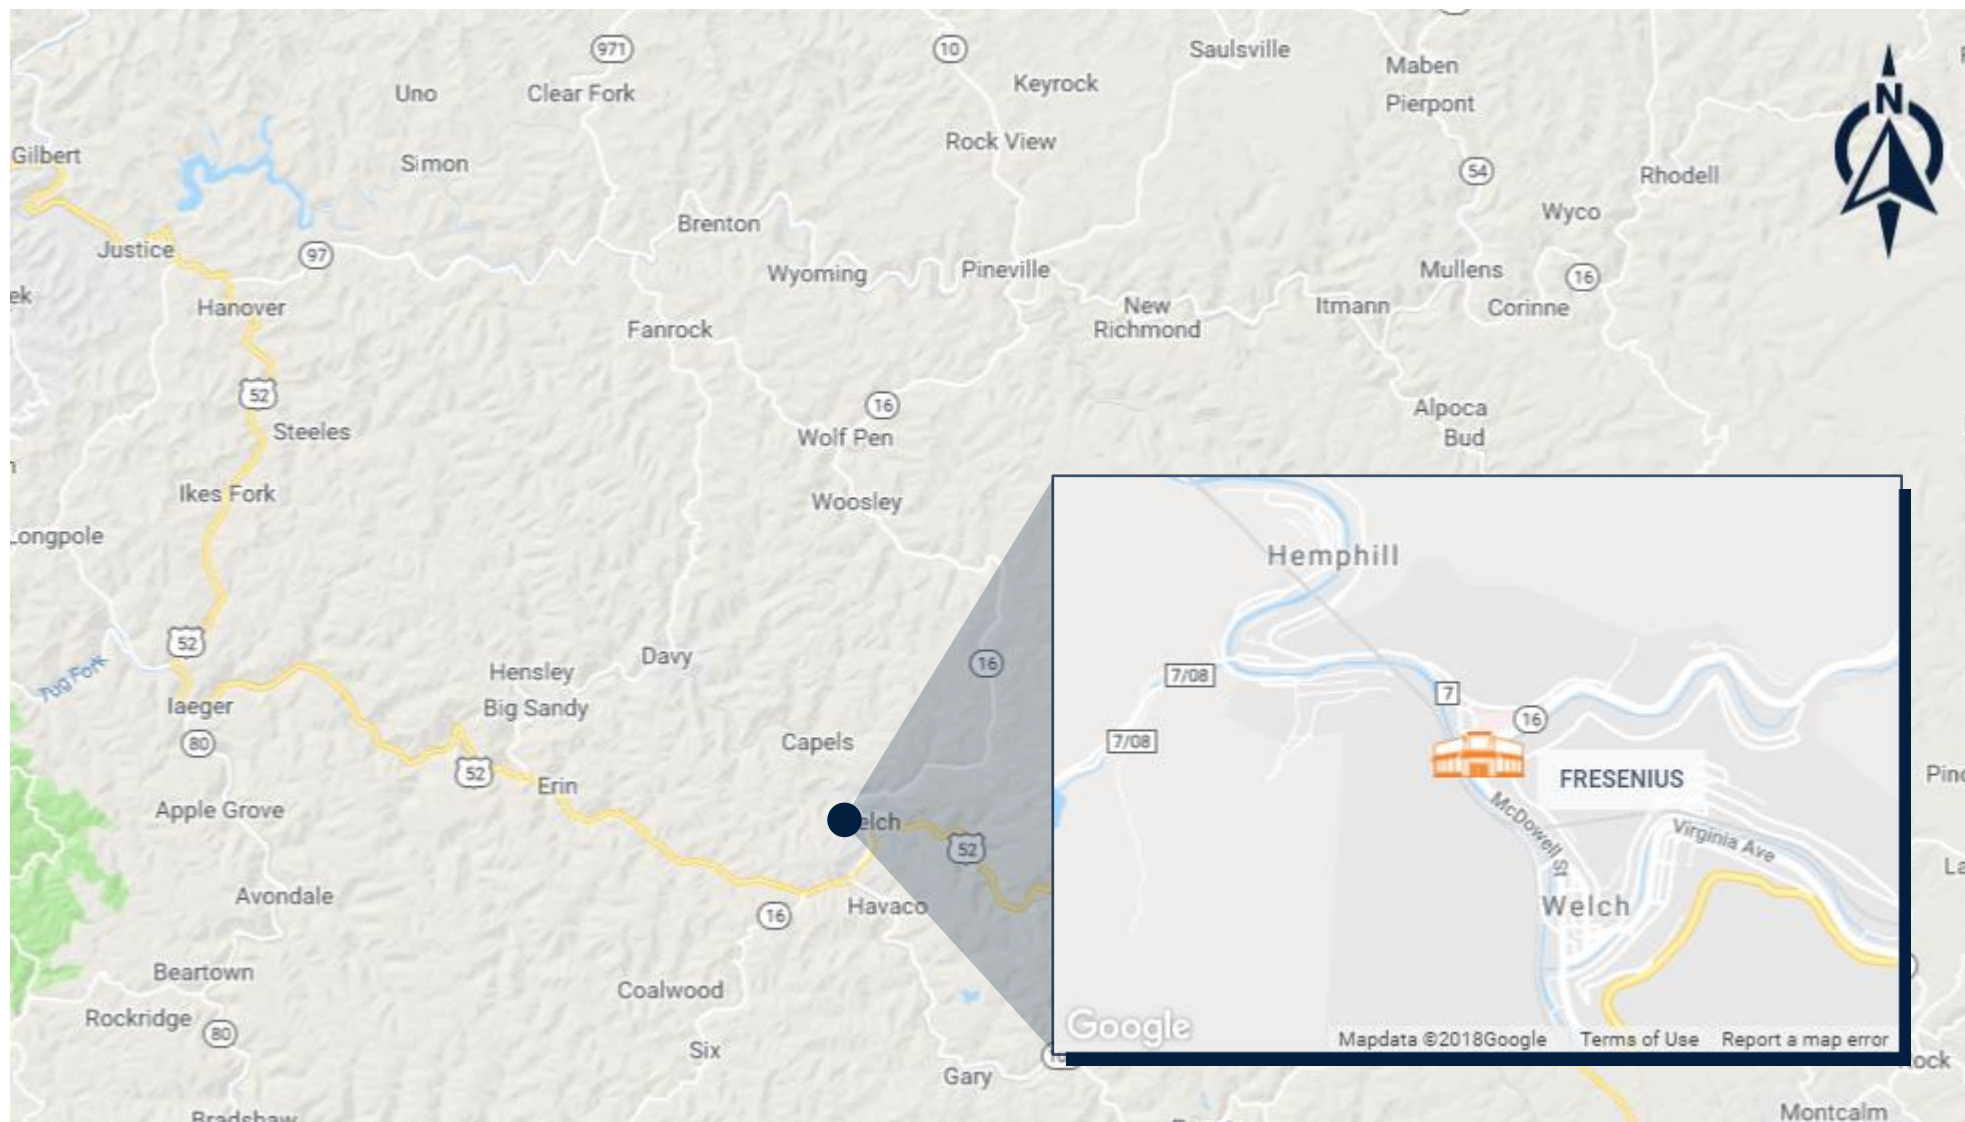 971
10
Saulsville
Maben
Keyrock
Uno
Clear Fork
Pierpont
N
Rock View
Gilbert
Simon
54
Rhodell
Wyco
Brenton
Justice
97
Wyoming
Pineville
Mullens
16
ek
Hanover
New
Richmond
Itmann
Corinne
Fanrock
52
16
Alpoca
Steeles
Wolf Pen
Bud
Ikes Fork
Woosley
Longpole
Hemphill
52
Tug Fork
Hensley
Davy
16
7/08
7
Iaeger
Big Sandy
16
80
Capels
7/08
52
Erin
FRESENIUS
Apple Grove
elch
52
McDowell St
Virginia Ave
Avondale
16
Havaco
Welch
Beartown
Coalwood
Rockridge
80
Google
Mapdata ©2018Google Terms of Use Report a map error
Six
Gary
ock
Bradshaw
Montcalm